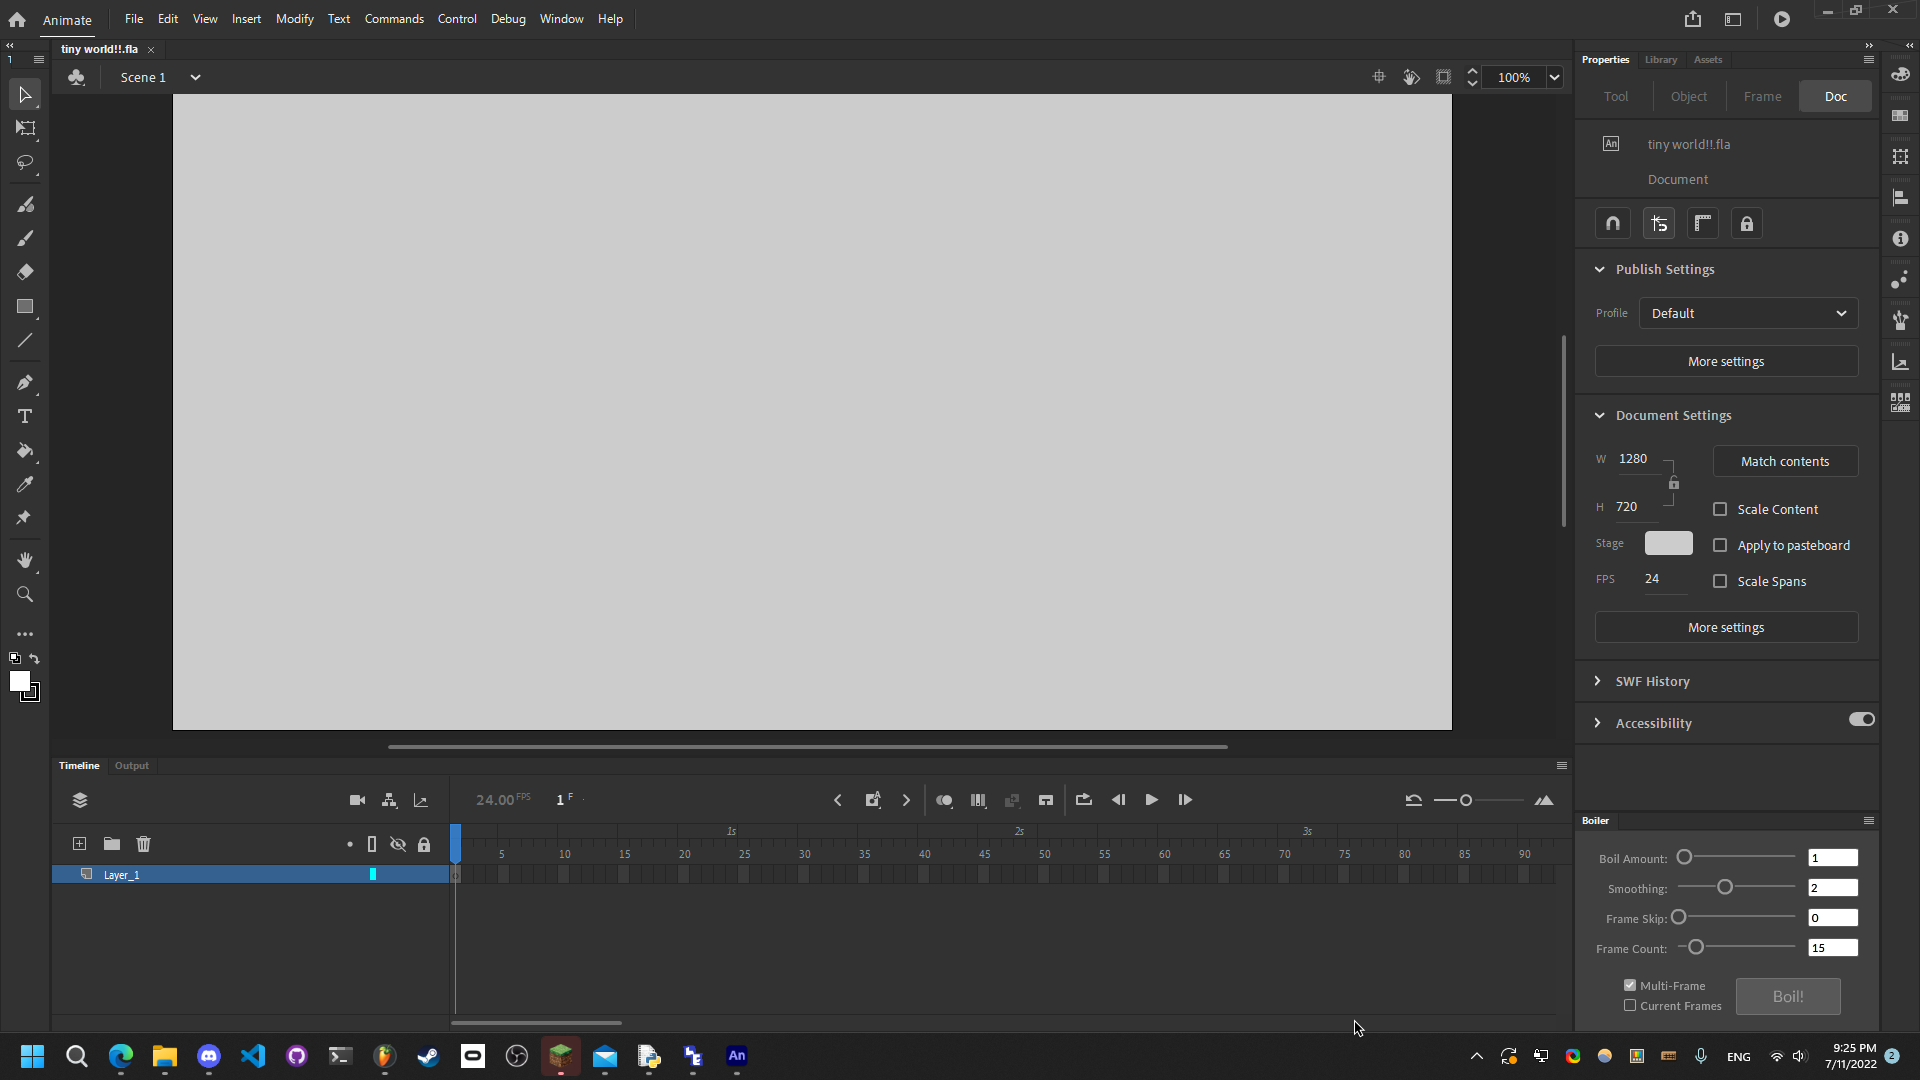 Animate File Edit View Insert Modify Text Commands Control Debug Window Help
tiny world!!.fla
Scene 1
100%
Properties Library Assets
Tool Object Frame Doc
An tiny world!!.fla
Document
Publish Settings
Profile Default
More settings
Document Settings
W 1280 Match contents
H 720 Scale Content
Stage Apply to pasteboard
FPS 24 Scale Spans
More settings
SWF History
Accessibility
Timeline Output
24.00 FPS 1 F
1s 2s 3s
5 10 15 20 25 30 35 40 45 50 55 60 65 70 75 80 85 90
Layer_1
Boiler
Boil Amount: 1
Smoothing: 2
Frame Skip: 0
Frame Count: 15
Multi-Frame
Current Frames
Boil!
An
ENG
9:25 PM
7/11/2022
2